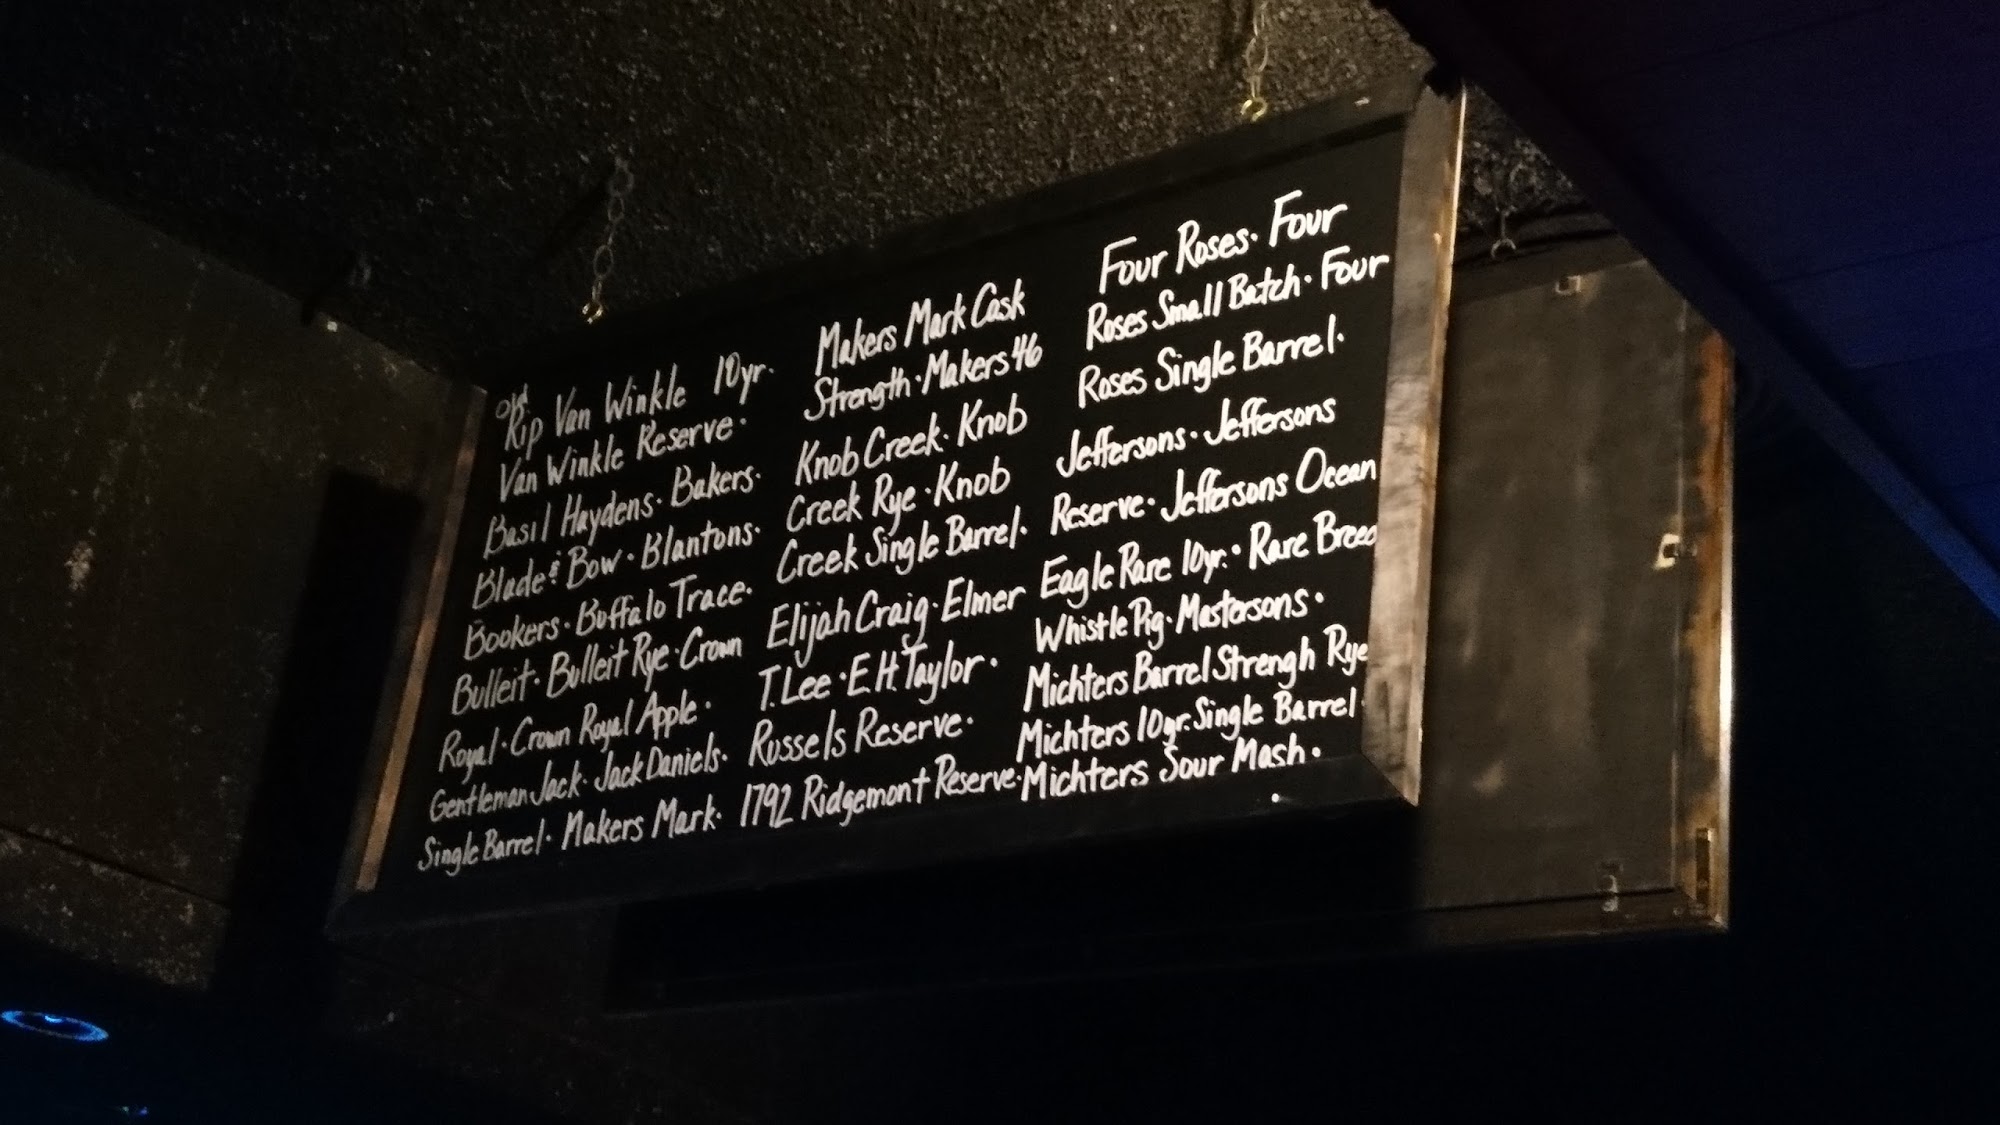 Old
Rip Van Winkle 10yr.
Van Winkle Reserve.
Basil Haydens. Bakers.
Blade & Bow. Blantons.
Bookers. Buffalo Trace.
Bulleit. Bulleit Rye. Crown
Royal. Crown Royal Apple.
Gentleman Jack. Jack Daniels.
Single Barrel. Makers Mark.
Makers Mark Cask
Strength. Makers 46
Knob Creek. Knob
Creek Rye. Knob
Creek Single Barrel.
Elijah Craig. Elmer
T. Lee. E.H. Taylor.
Russels Reserve.
1792 Ridgemont Reserve.
Four Roses. Four
Roses Small Batch. Four
Roses Single Barrel.
Jeffersons. Jeffersons
Reserve. Jeffersons Ocean
Eagle Rare 10yr. Rare Breed
Whistle Pig. Mastersons.
Michters Barrel Strengh Rye
Michters 10yr. Single Barrel.
Michters Sour Mash.